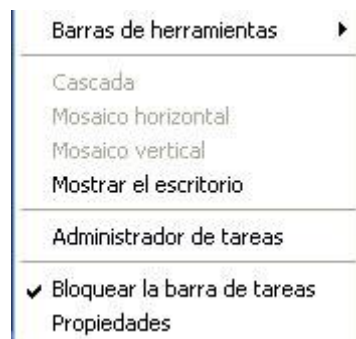 Barras de herramientas
Cascada
Mosaico horizontal
Mosaico vertical
Mostrar el escritorio
Administrador de tareas
Bloquear la barra de tareas
Propiedades